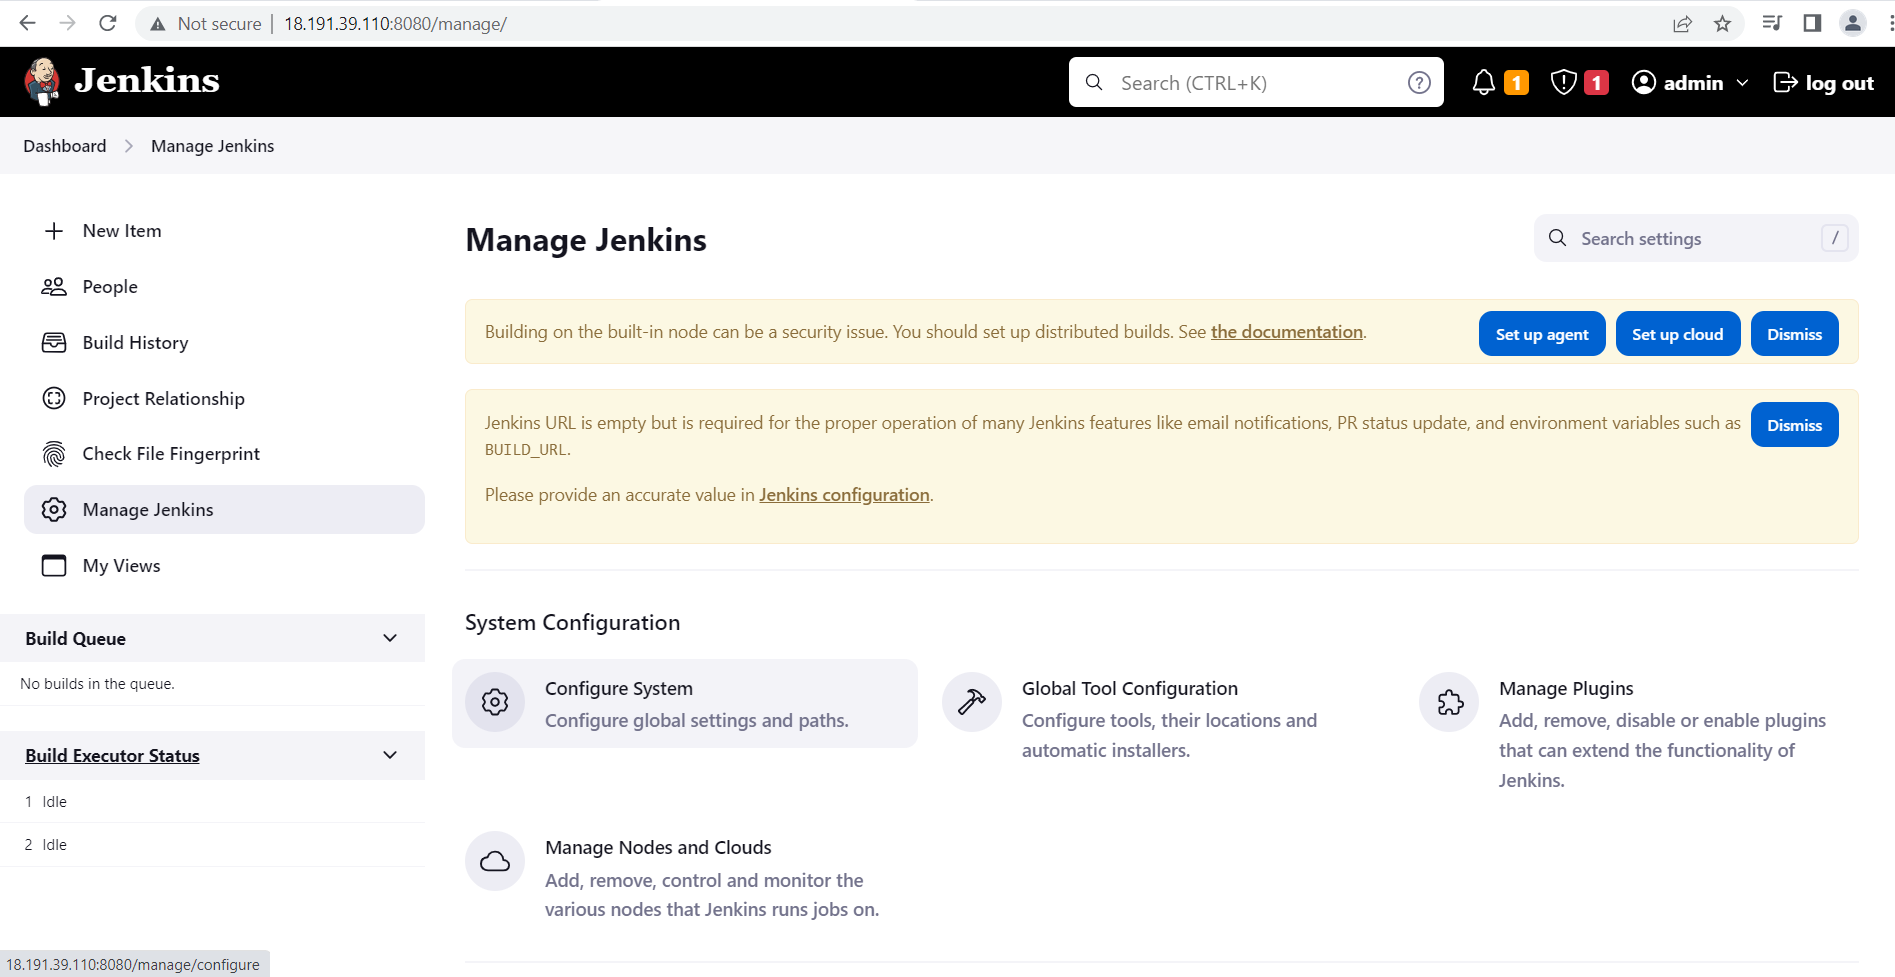 Not secure | 18.191.39.110:8080/manage/
Jenkins
Search (CTRL+K)
?
1
1
admin
log out
Dashboard
Manage Jenkins
New Item
People
Build History
Project Relationship
Check File Fingerprint
Manage Jenkins
My Views
Build Queue
No builds in the queue.
Build Executor Status
1 Idle
2 Idle
Manage Jenkins
Search settings
/
Building on the built-in node can be a security issue. You should set up distributed builds. See the documentation.
Set up agent
Set up cloud
Dismiss
Jenkins URL is empty but is required for the proper operation of many Jenkins features like email notifications, PR status update, and environment variables such as
BUILD_URL.
Dismiss
Please provide an accurate value in Jenkins configuration.
System Configuration
Configure System
Configure global settings and paths.
Global Tool Configuration
Configure tools, their locations and
automatic installers.
Manage Plugins
Add, remove, disable or enable plugins
that can extend the functionality of
Jenkins.
Manage Nodes and Clouds
Add, remove, control and monitor the
various nodes that Jenkins runs jobs on.
18.191.39.110:8080/manage/configure